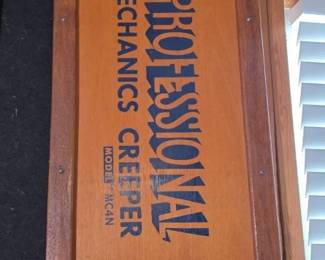 PROFESSIONAL
MECHANICS CREEPER
MODEL MC4N